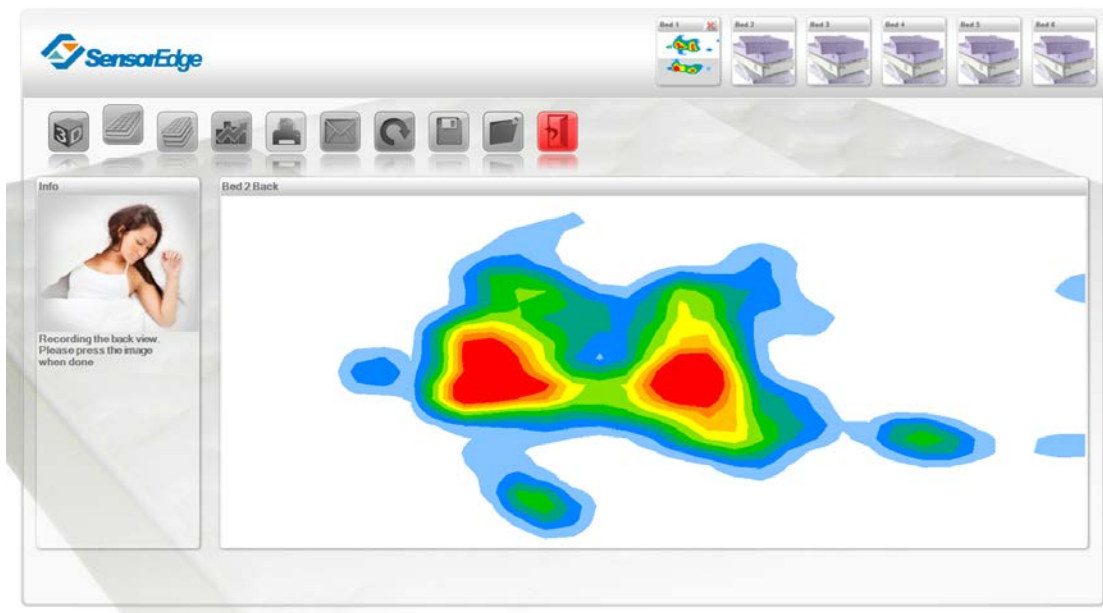 Bed 1
Bed 2
Bed 3
Bed 4
Bed 5
Bed 6
SensorEdge
3D
Info
Bed 2 Back
Recording the back view.
Please press the image
when done